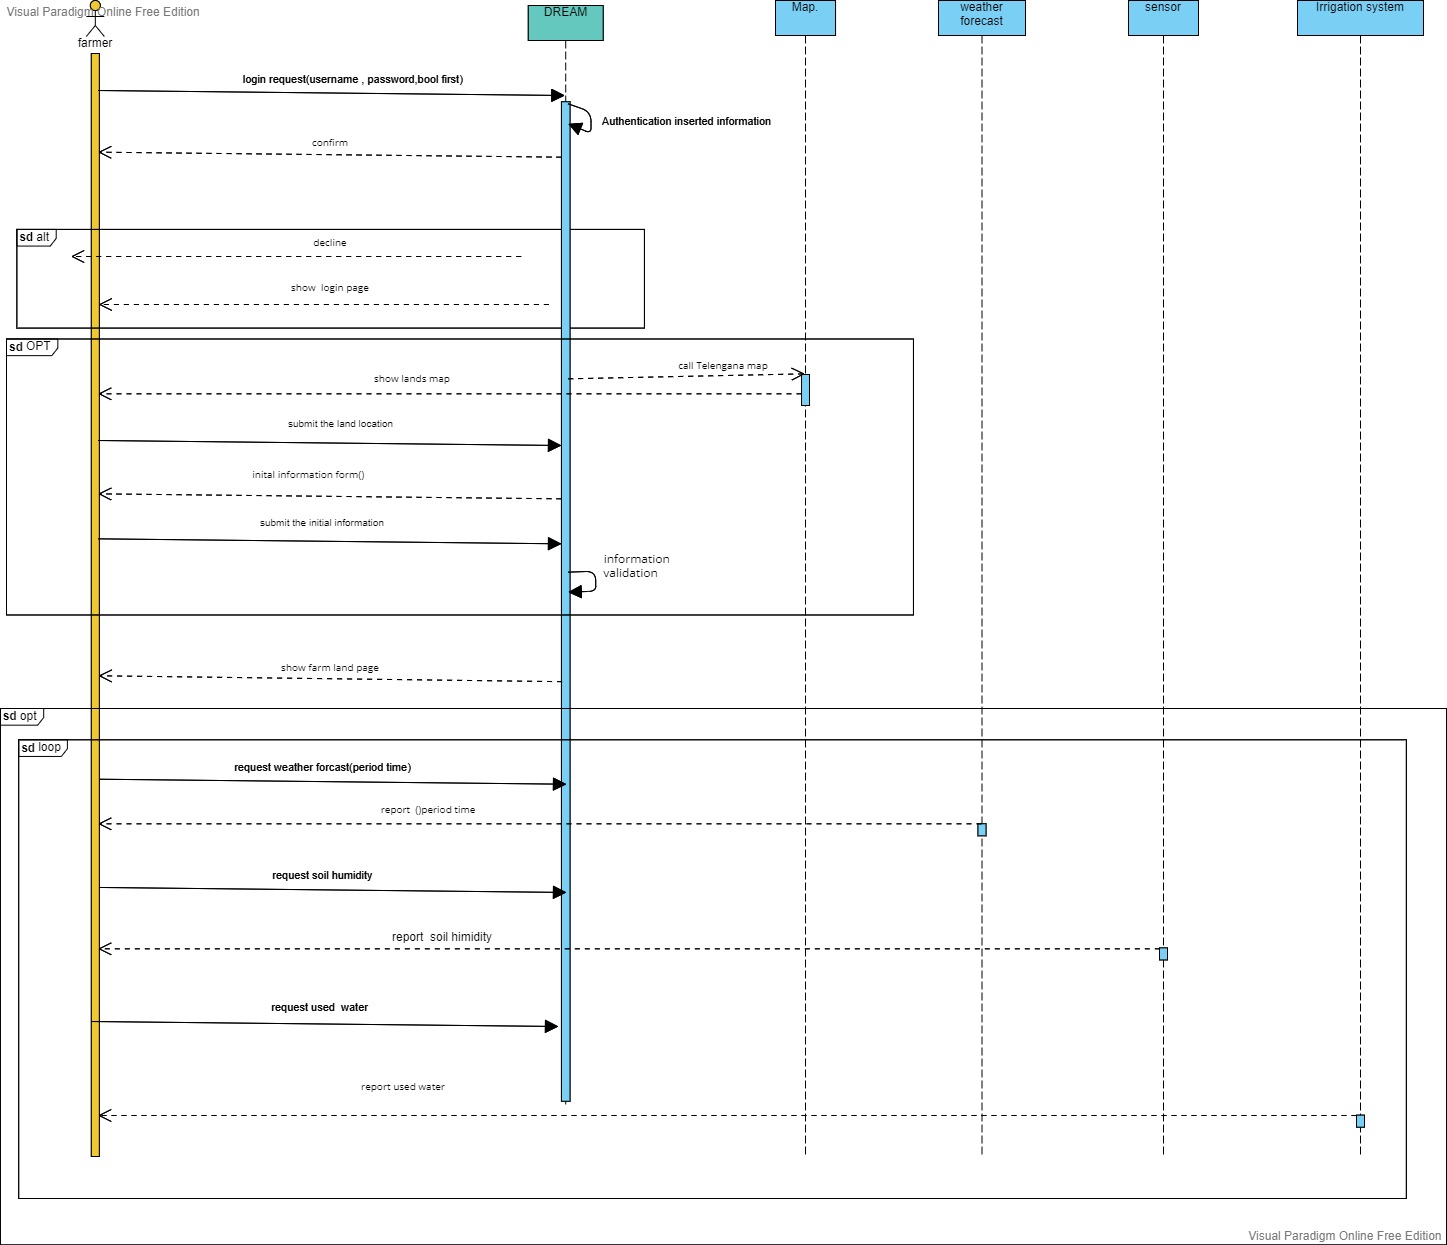 Visual Paradigm Online Free Edition
farmer
DREAM
Map.
weather
forecast
sensor
Irrigation system
login request(username , password,bool first)
Authentication inserted information
confirm
sd alt
decline
show  login page
sd OPT
call Telengana map
show lands map
submit the land location
inital information form()
submit the initial information
information
validation
show farm land page
sd opt
sd loop
request weather forcast(period time)
report  ()period time
request soil humidity
report  soil himidity
request used  water
report used water
Visual Paradigm Online Free Edition